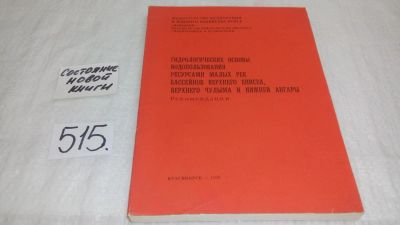 СОСТОЯНИЕ
НОВОЙ
КНИГИ
515.
ГИДРОЛОГИЧЕСКИЕ ОСНОВЫ
ВОДОПОЛЬЗОВАНИЯ
РЕСУРСАМИ МАЛЫХ РЕК
БАССЕЙНОВ ВЕРХНЕГО ЕНИСЕЯ,
ВЕРХНЕГО ЧУЛЫМА И НИЖНЕЙ АНГАРЫ
Рекомендации
КРАСНОЯРСК